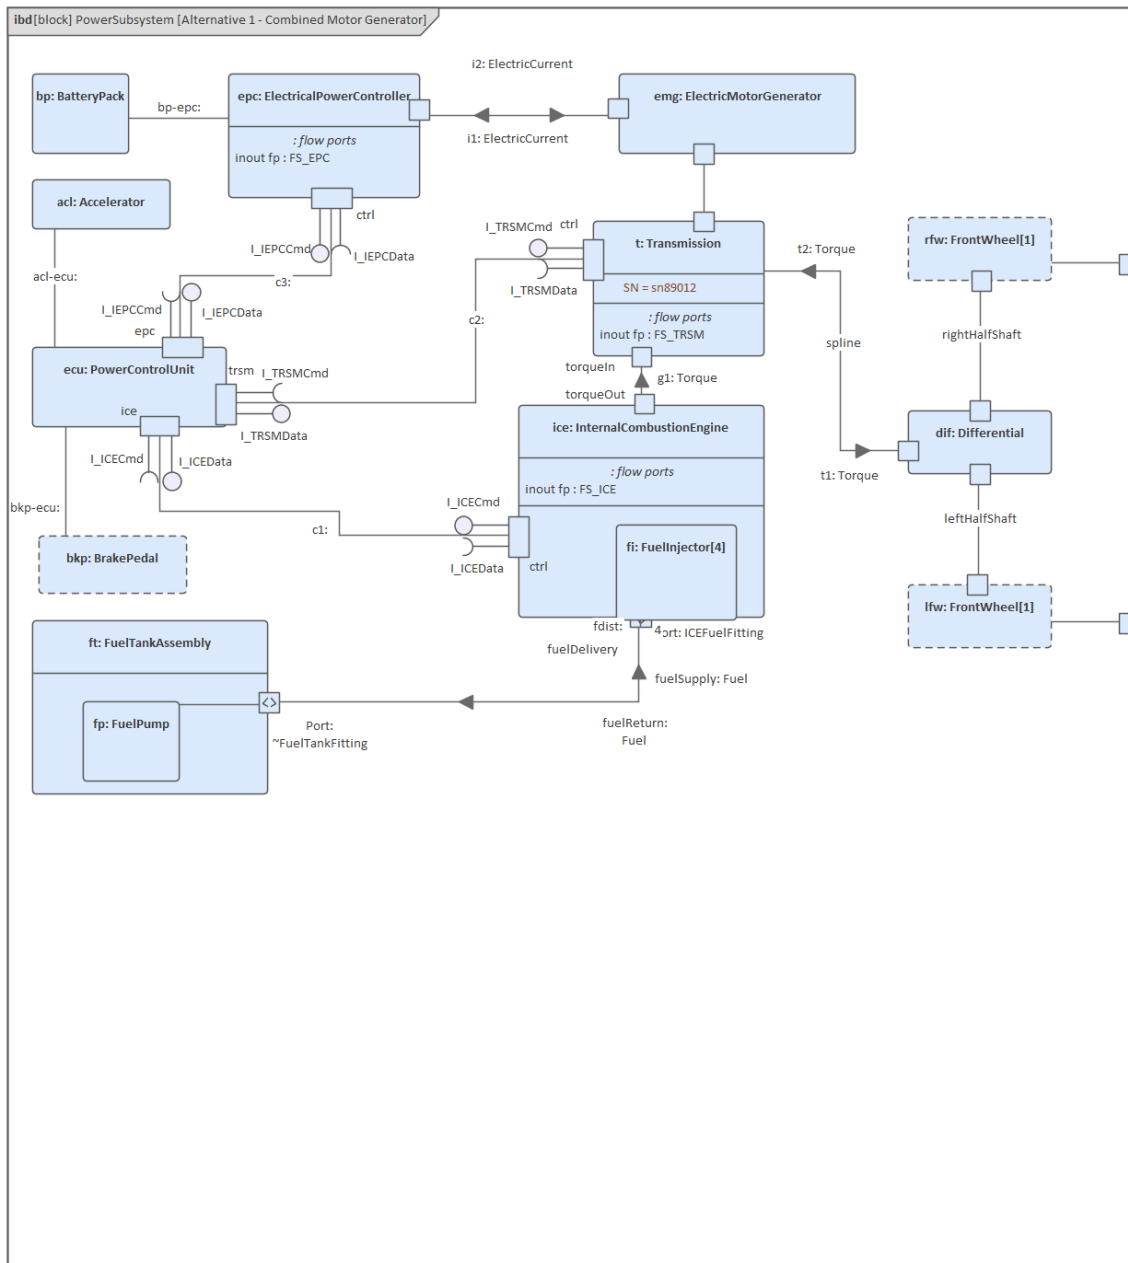 ibd [block] PowerSubsystem [Alternative 1 - Combined Motor Generator]
i2: ElectricCurrent
bp: BatteryPack
bp-epc:
epc: ElectricalPowerController
: flow ports
inout fp : FS_EPC
i1: ElectricCurrent
emg: ElectricMotorGenerator
acl: Accelerator
ctrl
I_IEPCCmd
I_IEPCData
acl-ecu:
c3:
I_IEPCCmd
I_IEPCData
epc
I_TRSMCmd
ctrl
I_TRSMData
t: Transmission
SN = sn89012
: flow ports
inout fp : FS_TRSM
t2: Torque
rfw: FrontWheel[1]
c2:
spline
rightHalfShaft
ecu: PowerControlUnit
trsm
I_TRSMCmd
ice
I_TRSMData
torqueIn
g1: Torque
torqueOut
ice: InternalCombustionEngine
: flow ports
inout fp : FS_ICE
dif: Differential
t1: Torque
I_ICECmd
I_ICEData
bkp-ecu:
leftHalfShaft
c1:
I_ICECmd
I_ICEData
ctrl
fi: FuelInjector[4]
bkp: BrakePedal
lfw: FrontWheel[1]
fdist:
4
ort: ICEFuelFitting
fuelDelivery
ft: FuelTankAssembly
fuelSupply: Fuel
fp: FuelPump
Port:
~FuelTankFitting
fuelReturn:
Fuel